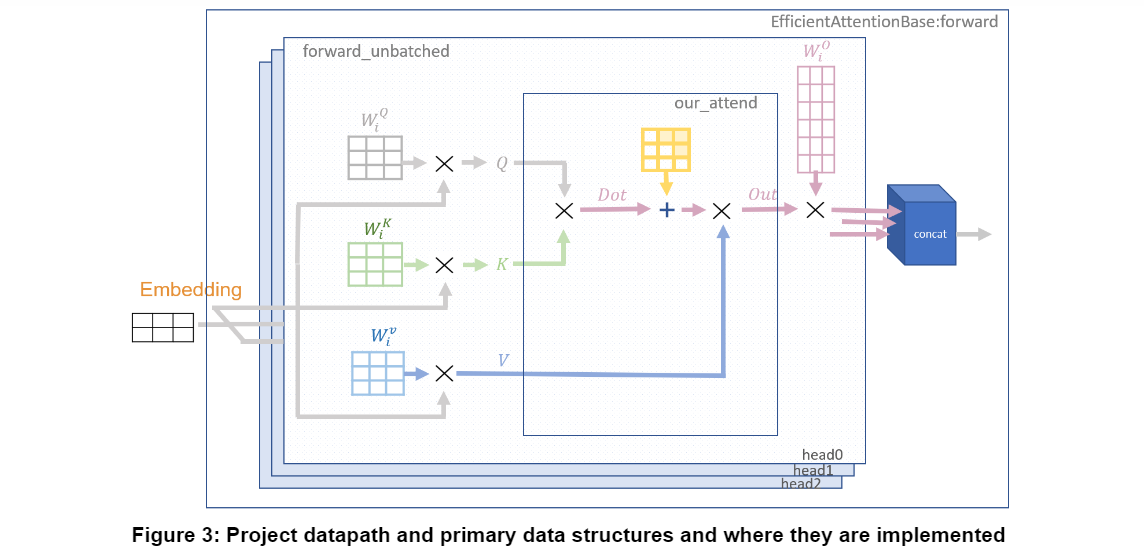 EfficientAttentionBase:forward
forward_unbatched
W_i^O
our_attend
W_i^Q
Q
Dot
Out
W_i^K
K
concat
Embedding
W_i^v
V
head0
head1
head2
Figure 3: Project datapath and primary data structures and where they are implemented